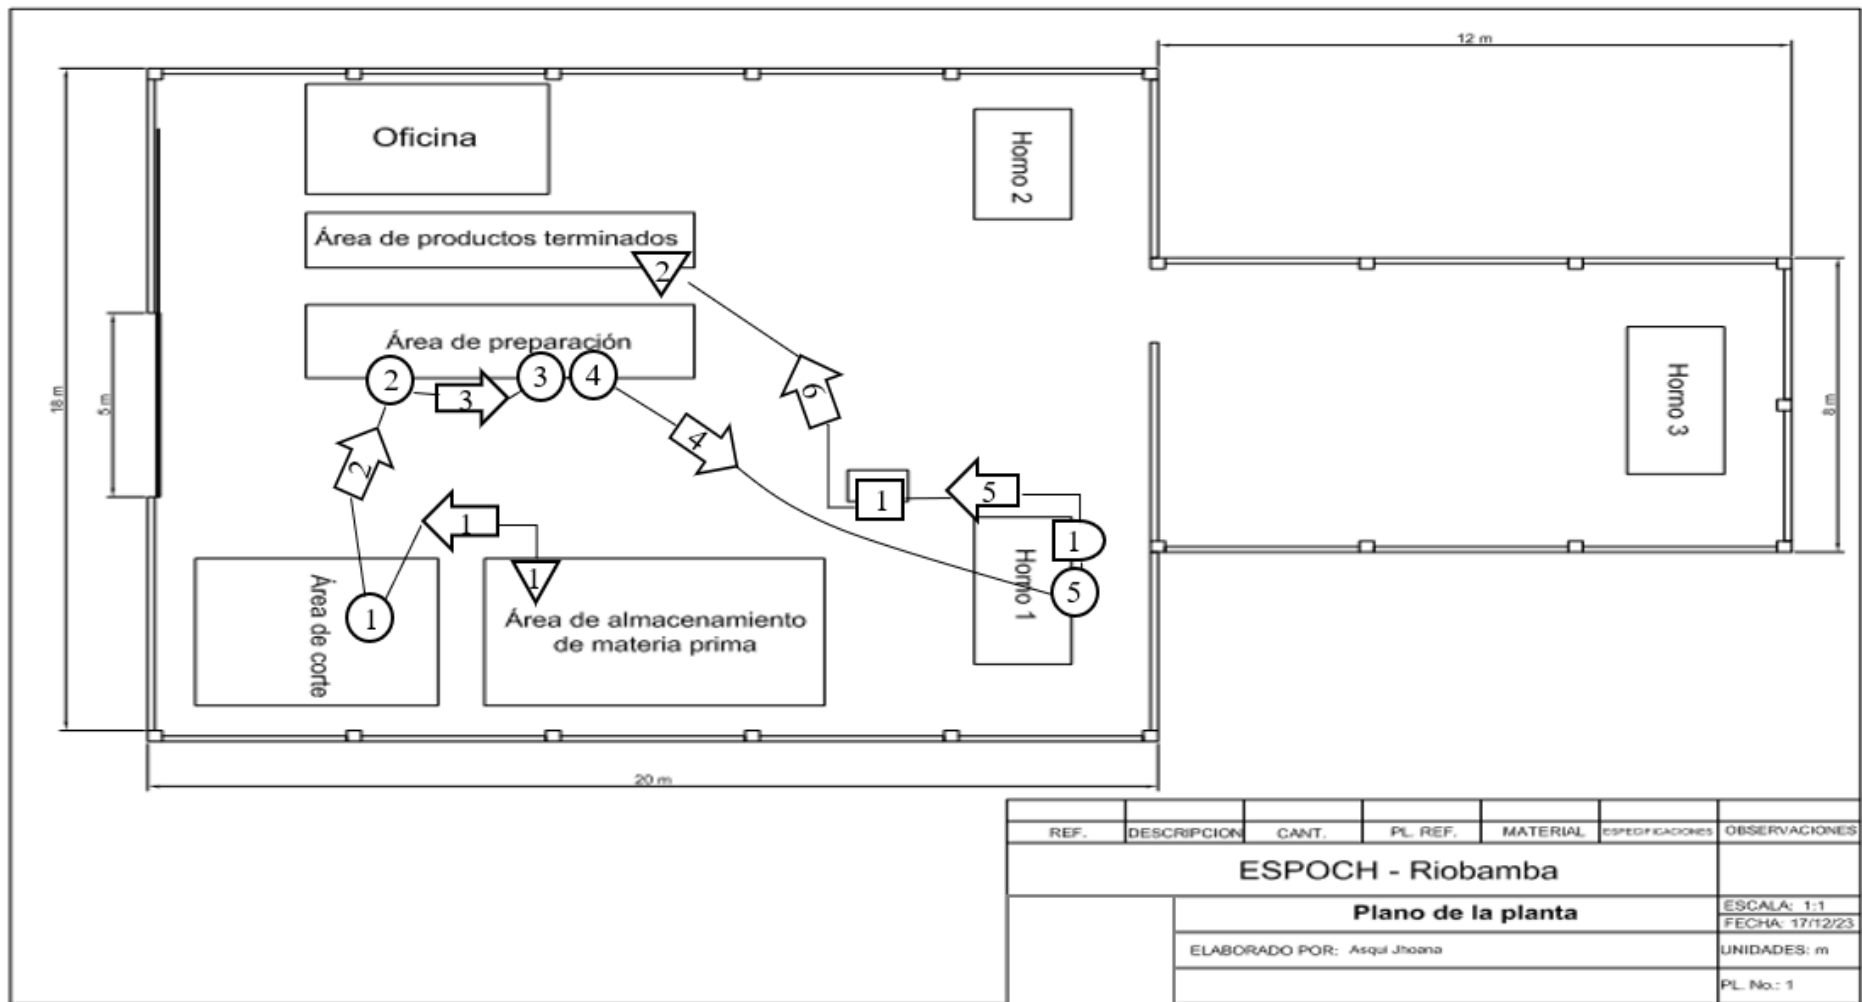 12 m
Oficina
Horno 2
Área de productos terminados
2
Área de preparación
2
3
3
4
4
6
2
1
1
5
1
1
5
1
1
Horno 1
Horno 3
Área de corte
Área de almacenamiento
de materia prima
18 m
5 m
8 m
20 m
REF. DESCRIPCION CANT. PL. REF. MATERIAL ESPECIFICACIONES OBSERVACIONES
ESPOCH - Riobamba
Plano de la planta
ESCALA: 1:1
FECHA: 17/12/23
ELABORADO POR: Asqui Jhoana
UNIDADES: m
PL. No.: 1